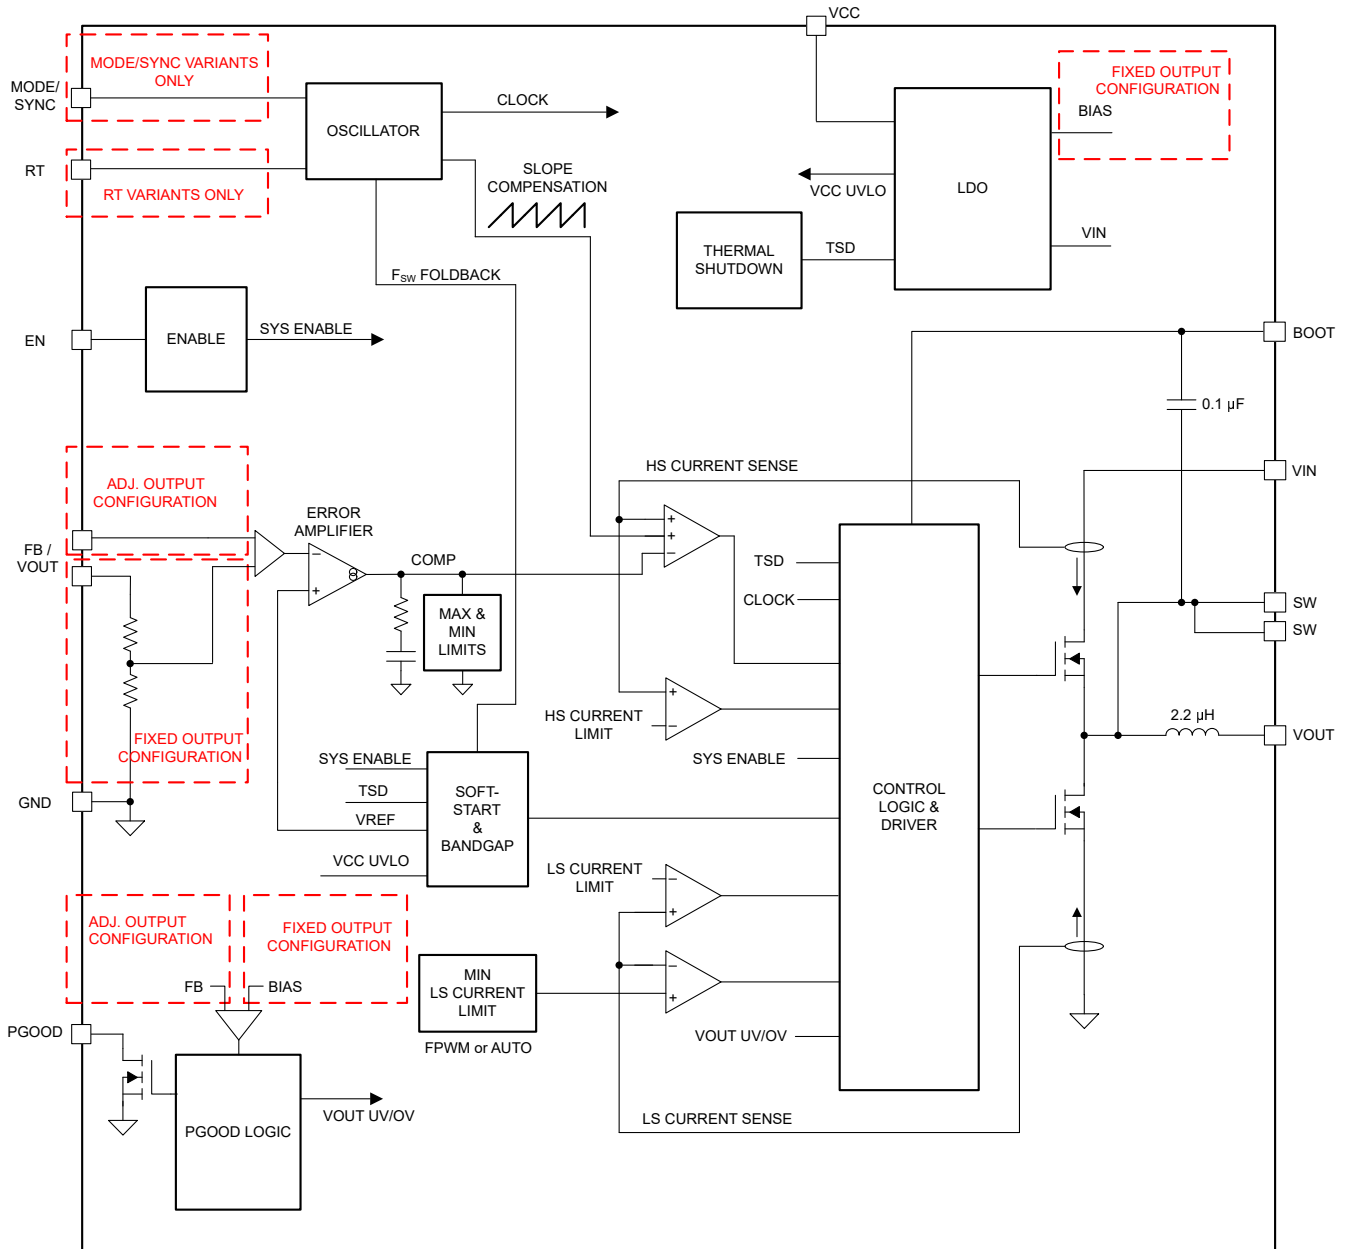 VCC
MODE/SYNC VARIANTS
ONLY
MODE/
SYNC
OSCILLATOR
CLOCK
FIXED OUTPUT
CONFIGURATION
BIAS
RT
RT VARIANTS ONLY
SLOPE
COMPENSATION
VCC UVLO
LDO
THERMAL
SHUTDOWN
TSD
VIN
FSW FOLDBACK
EN
ENABLE
SYS ENABLE
BOOT
0.1 µF
ADJ. OUTPUT
CONFIGURATION
HS CURRENT SENSE
VIN
ERROR
AMPLIFIER
FB /
VOUT
−
+
COMP
+
+
−
TSD
CLOCK
MAX &
MIN
LIMITS
SW
SW
FIXED OUTPUT
CONFIGURATION
HS CURRENT
LIMIT
+
−
2.2 µH
VOUT
SYS ENABLE
SYS ENABLE
TSD
VREF
VCC UVLO
SOFT-
START
&
BANDGAP
CONTROL
LOGIC &
DRIVER
GND
LS CURRENT
LIMIT
−
+
ADJ. OUTPUT
CONFIGURATION
FIXED OUTPUT
CONFIGURATION
FB
BIAS
MIN
LS CURRENT
LIMIT
−
+
FPWM or AUTO
VOUT UV/OV
PGOOD
PGOOD LOGIC
VOUT UV/OV
LS CURRENT SENSE